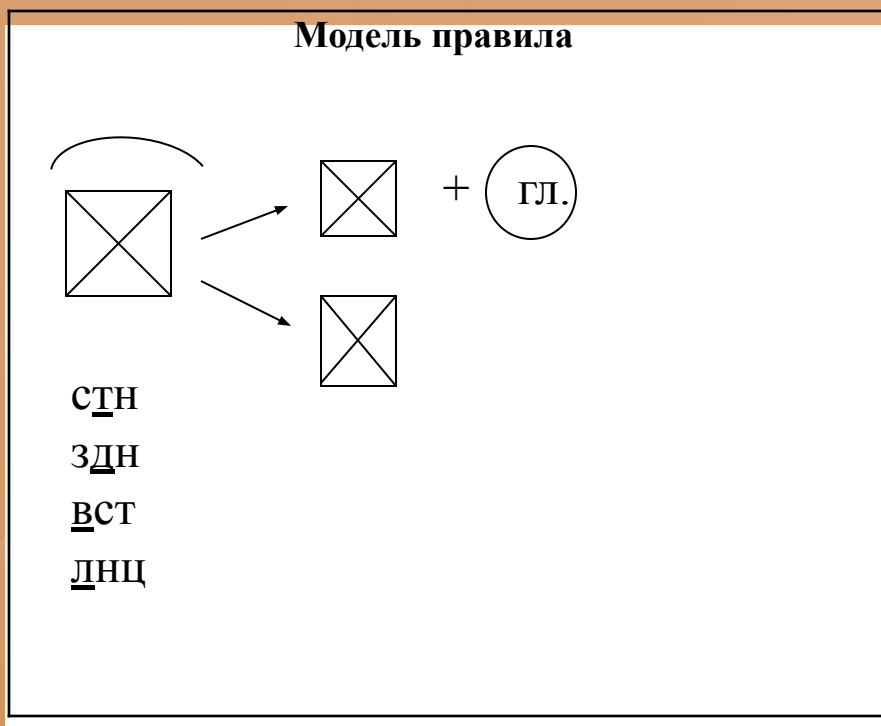 Модель правила
+ гл.
стн
здн
вст
лнц